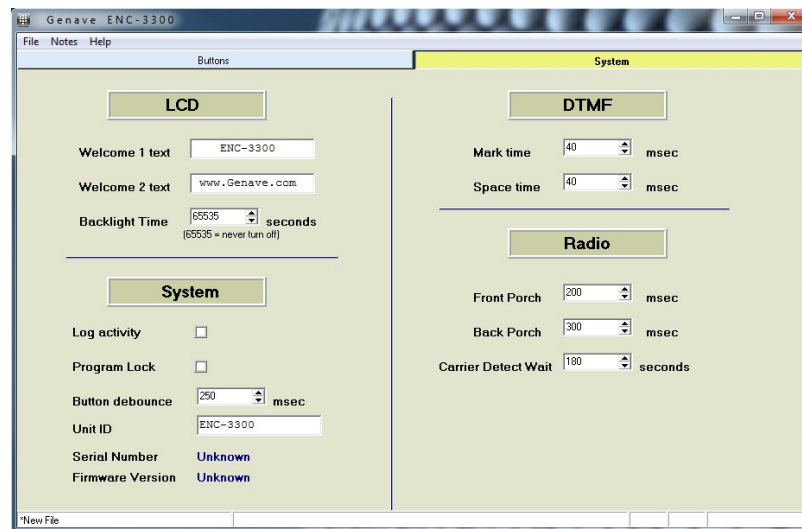 Genave ENC-3300
File Notes Help
Buttons
System
LCD
Welcome 1 text ENC-3300
Welcome 2 text www.Genave.com
Backlight Time 65535 seconds
(65535 = never turn off)
System
Log activity
Program Lock
Button debounce 250 msec
Unit ID ENC-3300
Serial Number Unknown
Firmware Version Unknown
DTMF
Mark time 40 msec
Space time 40 msec
Radio
Front Porch 200 msec
Back Porch 300 msec
Carrier Detect Wait 180 seconds
*New File